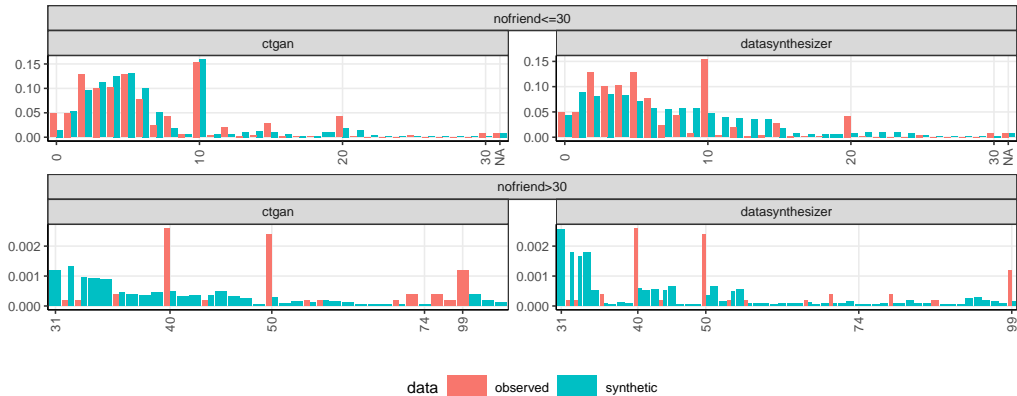 nofriend<=30
ctgan datasynthesizer
0.15 0.15
0.10 0.10
0.05 0.05
0.00 0.00
0 10 20 30 NA 0 10 20 30 NA
nofriend>30
ctgan datasynthesizer
0.002 0.002
0.001 0.001
0.000 0.000
31 40 50 74 99 31 40 50 74 99
data observed synthetic